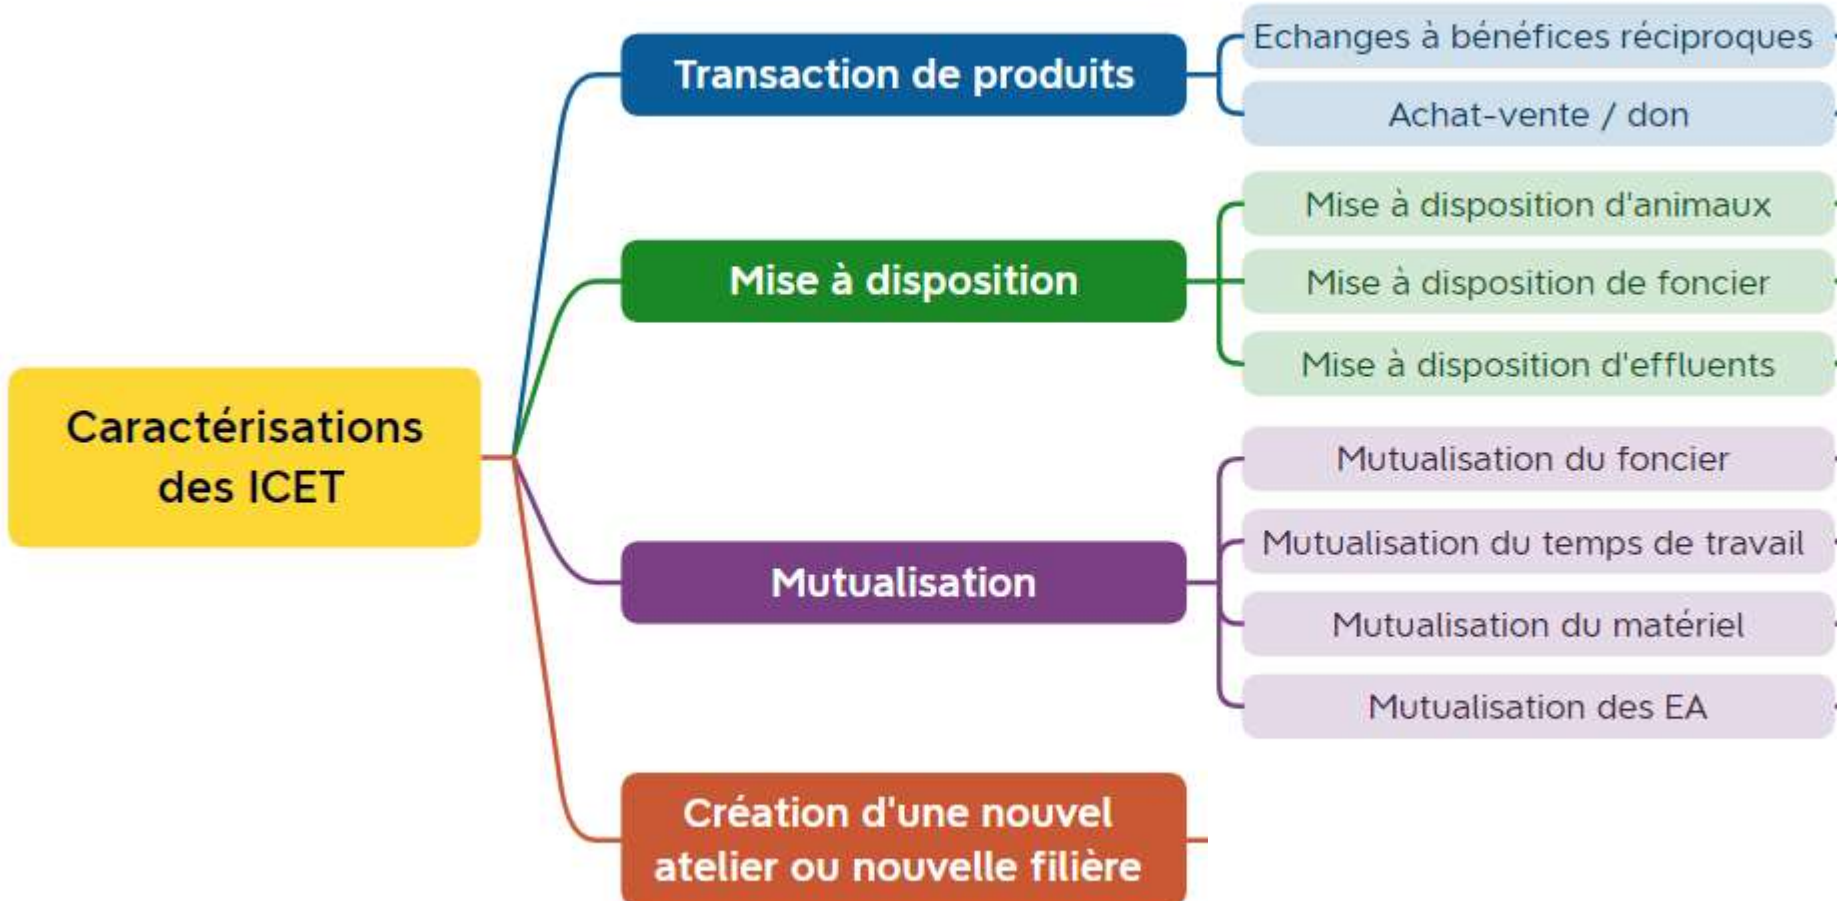 Caractérisations
des ICET
Transaction de produits
Echanges à bénéfices réciproques
Achat-vente / don
Mise à disposition
Mise à disposition d'animaux
Mise à disposition de foncier
Mise à disposition d'effluents
Mutualisation
Mutualisation du foncier
Mutualisation du temps de travail
Mutualisation du matériel
Mutualisation des EA
Création d'une nouvel
atelier ou nouvelle filière